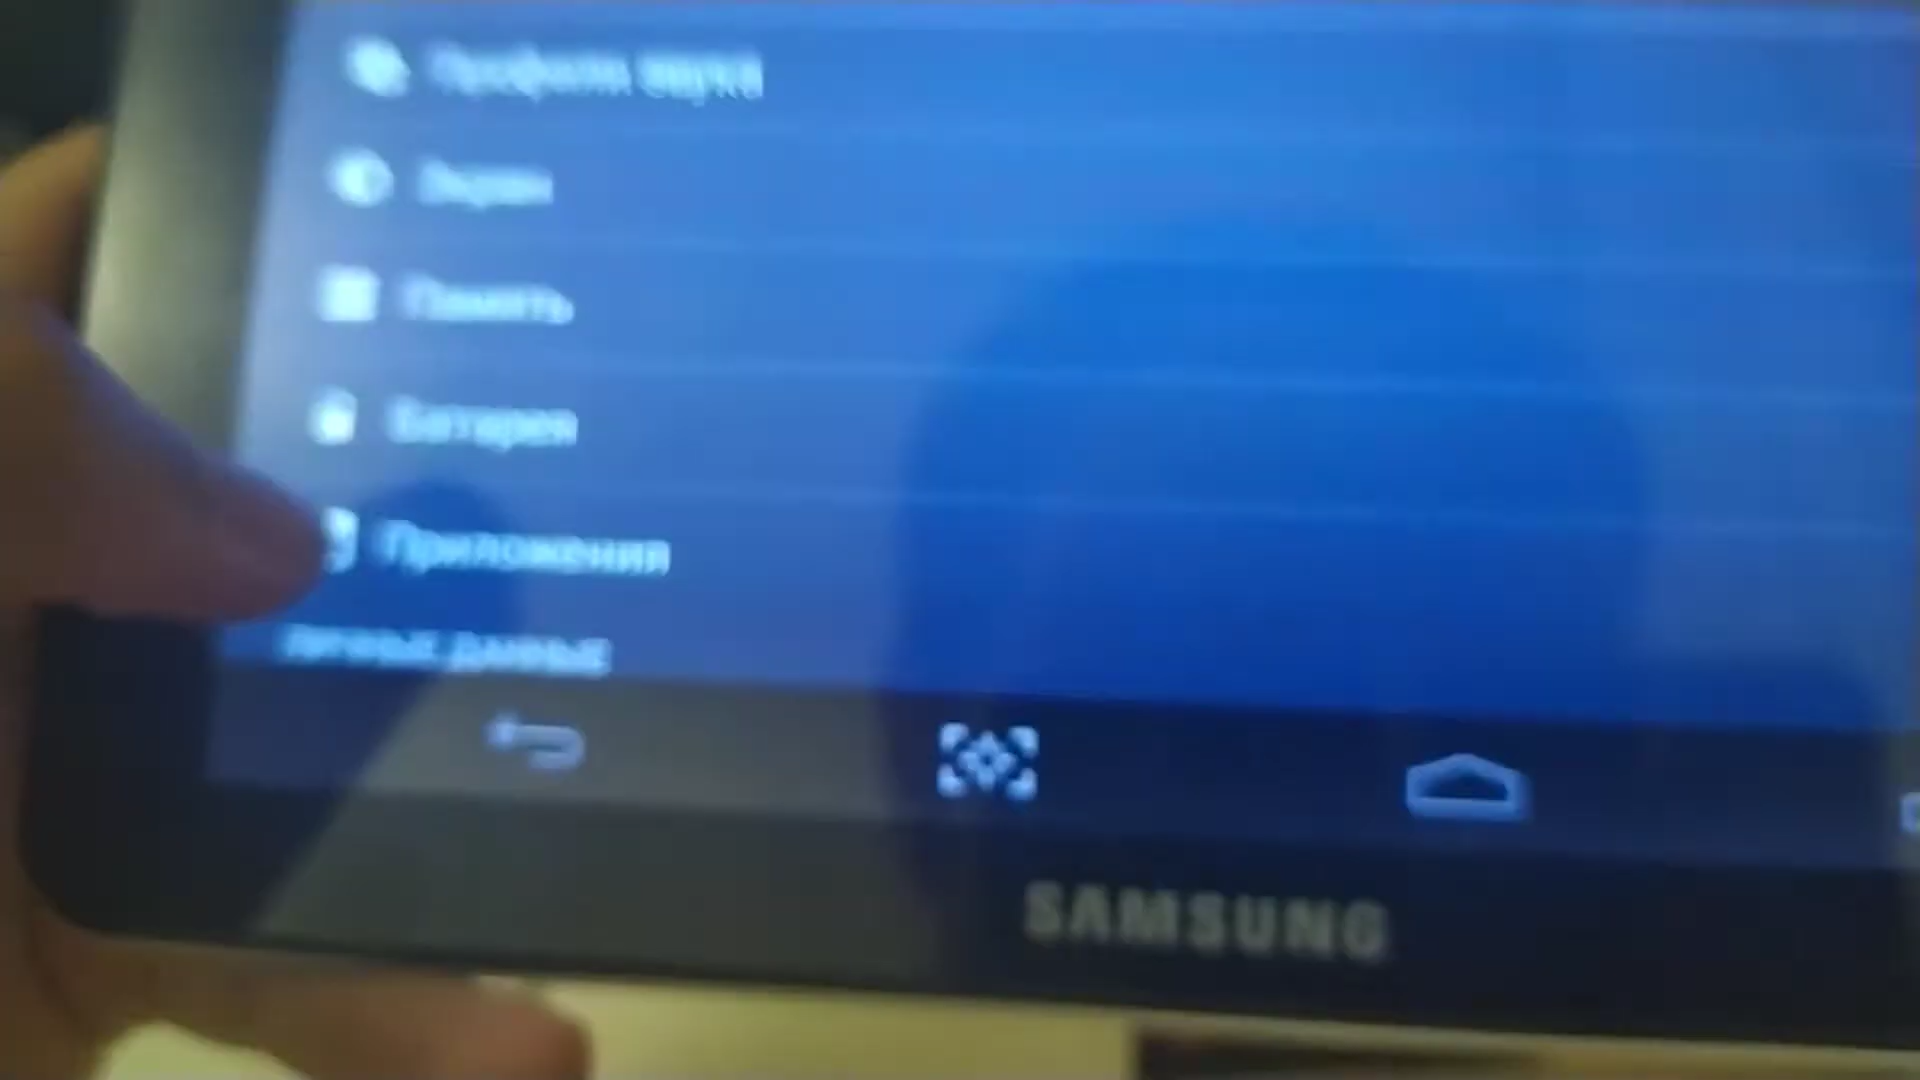 Профили звука
Экран
Память
Батарея
Приложения
ЛИЧНЫЕ ДАННЫЕ
SAMSUNG